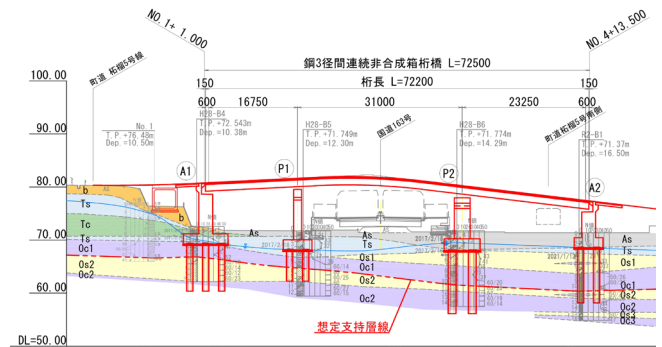 NO.1+ 1.000
NO.4+13.500
鋼3径間連続非合成箱桁橋 L=72500
150
桁長 L=72200
150
600
16750
31000
23250
600
町道 柘榴5号線
国道163号
町道柘榴5号南側
100.00
90.00
80.00
70.00
60.00
DL=50.00
No.1
T.P.+76.48m
Dep.=10.50m
H28-B4
T.P.+72.543m
Dep.=10.38m
H28-B5
T.P.+71.749m
Dep.=12.30m
H28-B6
T.P.+71.774m
Dep.=14.29m
R2-B1
T.P.+71.37m
Dep.=16.50m
A1
P1
P2
A2
b
Ts
Tc
Ts
Oc1
Os2
Oc2
b
As
As
Ts
Os1
Oc1
Os2
Oc2
As
Ts
Os1
Oc1
Os2
Oc2
Os3
Oc3
想定支持層線